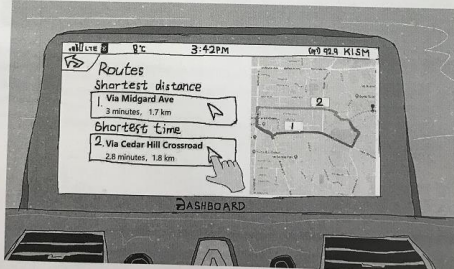 LTE 8°C 3:42PM 92.9 KISM
Routes
Shortest distance
1. Via Midgard Ave
3 minutes, 1.7 km
Shortest time
2. Via Cedar Hill Crossroad
2.8 minutes, 1.8 km
2
1
DASHBOARD